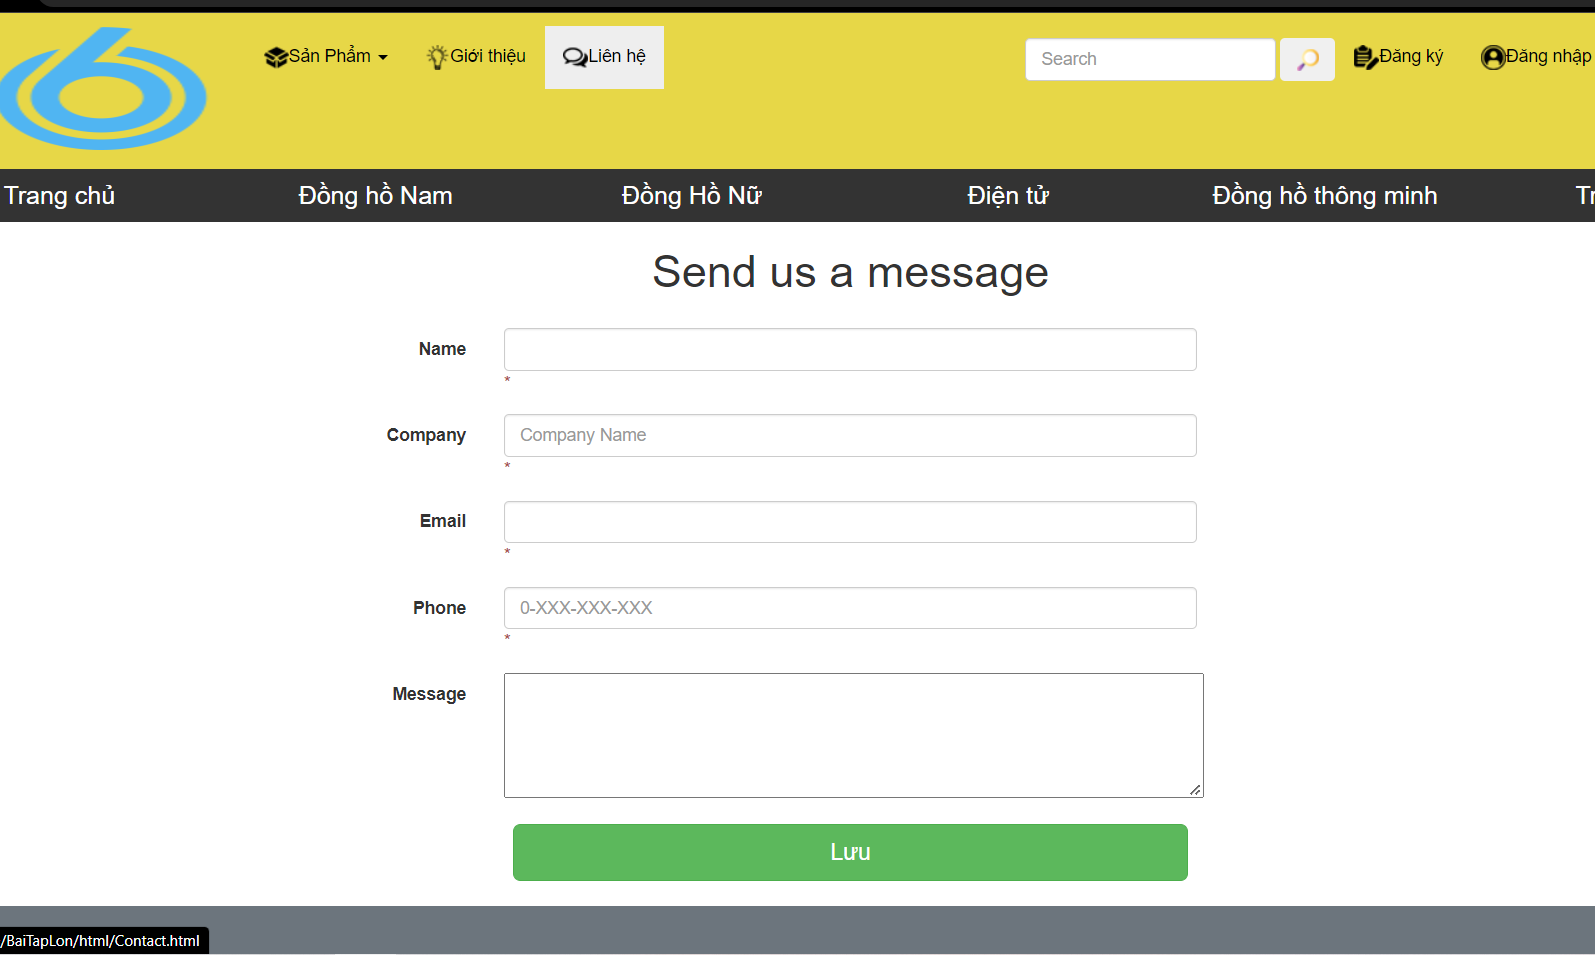 Sản Phẩm
Giới thiệu
Liên hệ
Search
Đăng ký
Đăng nhập
Trang chủ
Đồng hồ Nam
Đồng Hồ Nữ
Điện tử
Đồng hồ thông minh
Tr
Send us a message
Name
*
Company
Company Name
*
Email
*
Phone
0-XXX-XXX-XXX
*
Message
Lưu
/BaiTapLon/html/Contact.html